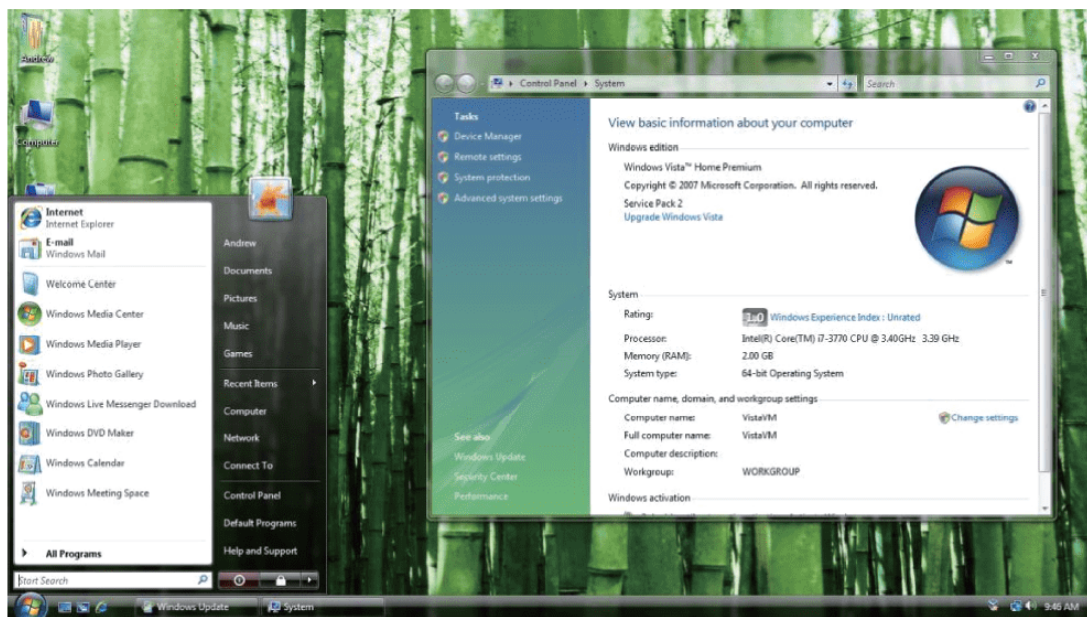 Andrew
Computer
Internet
Internet Explorer
E-mail
Windows Mail
Welcome Center
Windows Media Center
Windows Media Player
Windows Photo Gallery
Windows Live Messenger Download
Windows DVD Maker
Windows Calendar
Windows Meeting Space
All Programs
Start Search
Andrew
Documents
Pictures
Music
Games
Recent Items
Computer
Network
Connect To
Control Panel
Default Programs
Help and Support
Control Panel System
Search
Tasks
Device Manager
Remote settings
System protection
Advanced system settings
See also
Windows Update
Security Center
Performance
View basic information about your computer
Windows edition
Windows Vista™ Home Premium
Copyright © 2007 Microsoft Corporation. All rights reserved.
Service Pack 2
Upgrade Windows Vista
TM
System
Rating: 1.0 Windows Experience Index : Unrated
Processor: Intel(R) Core(TM) i7-3770 CPU @ 3.40GHz 3.39 GHz
Memory (RAM): 2.00 GB
System type: 64-bit Operating System
Computer name, domain, and workgroup settings
Computer name: VistaVM Change settings
Full computer name: VistaVM
Computer description:
Workgroup: WORKGROUP
Windows activation
Windows Update System 9:46 AM